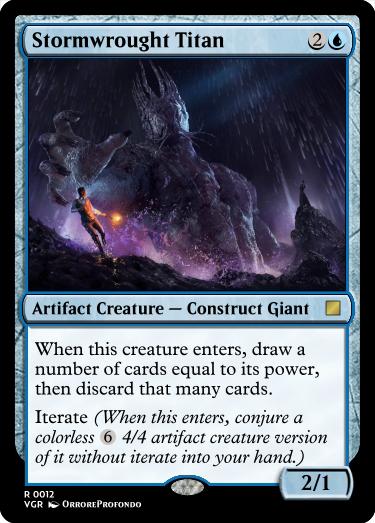 Stormwrought Titan 2
Artifact Creature — Construct Giant
When this creature enters, draw a
number of cards equal to its power,
then discard that many cards.
Iterate (When this enters, conjure a
colorless 6 4/4 artifact creature version
of it without iterate into your hand.)
2/1
R 0012
VGR OrroreProfondo